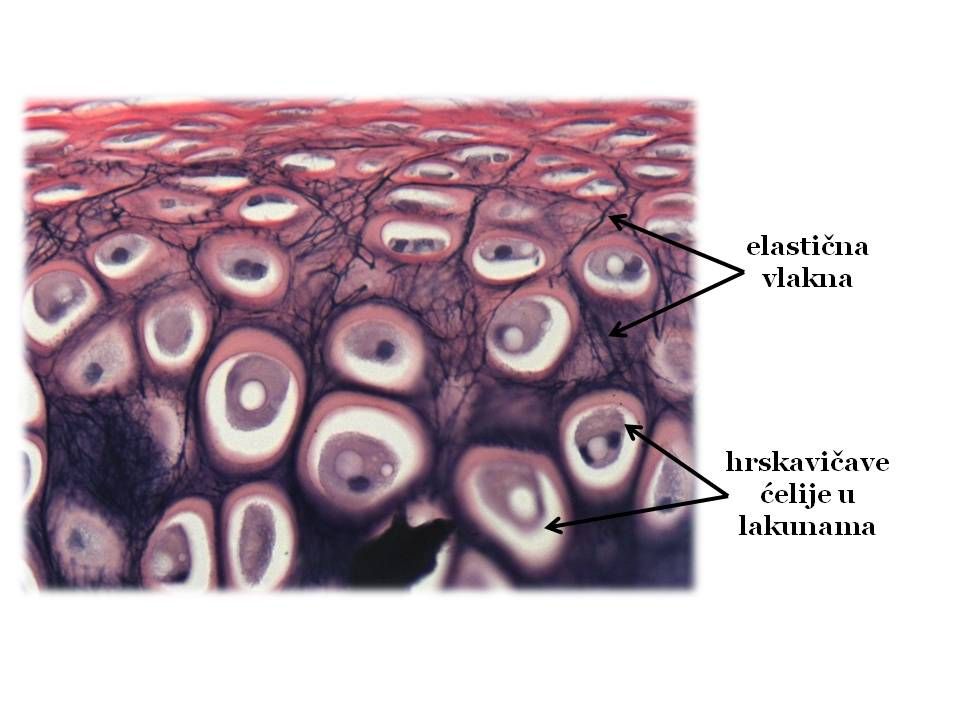 elastična
vlakna
hrskavičave
ćelije u
lakunama